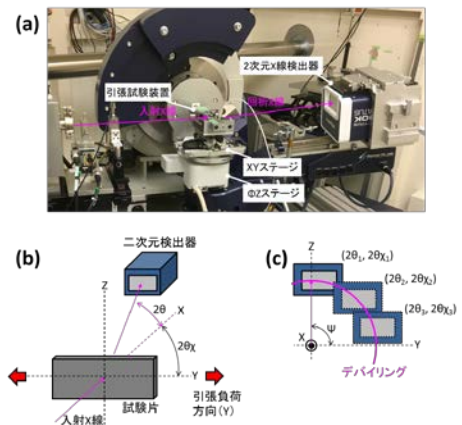 (a)
2次元X線検出器
引張試験装置
入射X線
回折X線
XYステージ
ΦZステージ
(b)
二次元検出器
Z
X
2θ
2θχ
Y
試験片
入射X線
引張負荷
方向(Y)
(c)
Z
(2θ₁, 2θχ₁)
(2θ₂, 2θχ₂)
(2θ₃, 2θχ₃)
Ψ
X
Y
デバイリング